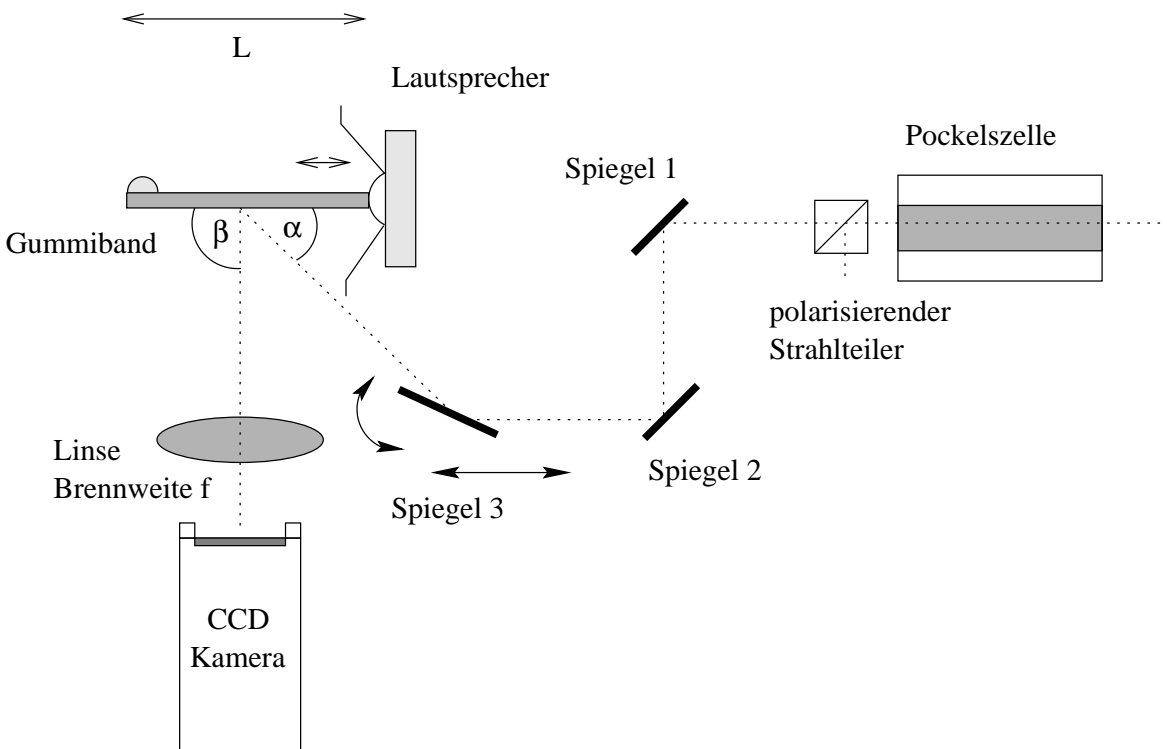 L
Lautsprecher
Pockelszelle
Spiegel 1
β
α
Gummiband
polarisierender
Strahlteiler
Linse
Brennweite f
Spiegel 2
Spiegel 3
CCD
Kamera